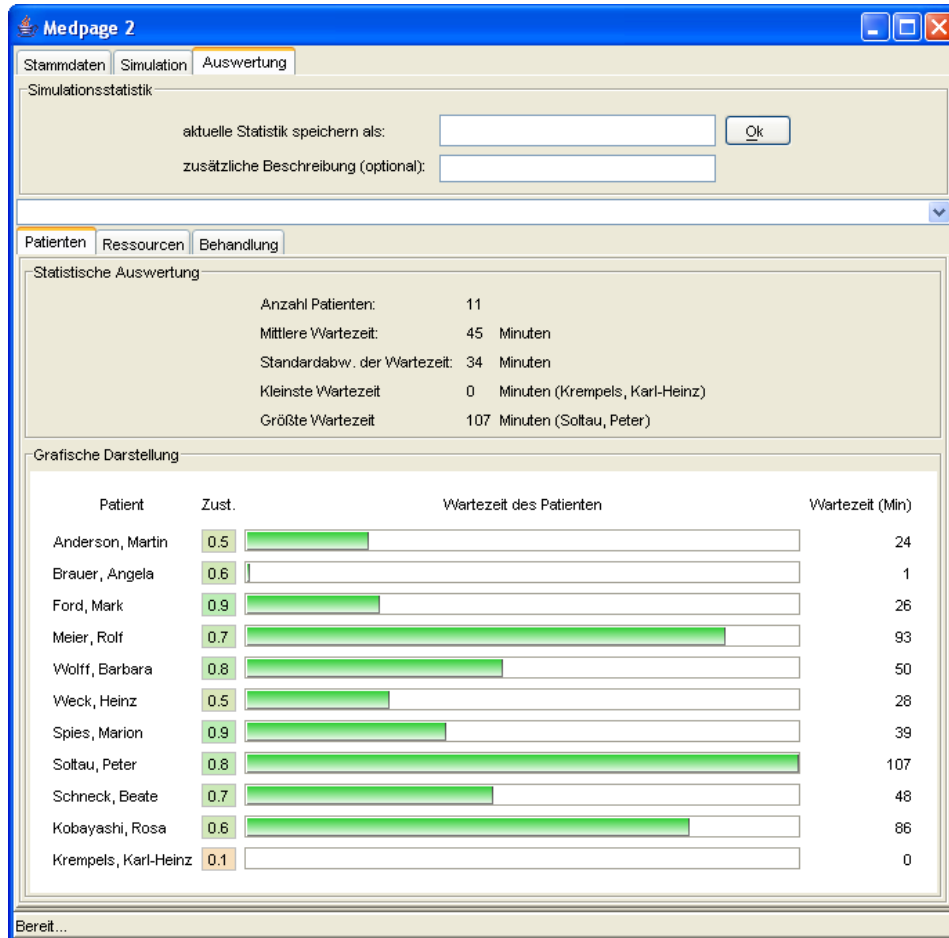 Medpage 2
Stammdaten Simulation Auswertung
Simulationsstatistik
aktuelle Statistik speichern als: Ok
zusätzliche Beschreibung (optional):
Patienten Ressourcen Behandlung
Statistische Auswertung
Anzahl Patienten: 11
Mittlere Wartezeit: 45 Minuten
Standardabw. der Wartezeit: 34 Minuten
Kleinste Wartezeit 0 Minuten (Krempels, Karl-Heinz)
Größte Wartezeit 107 Minuten (Soltau, Peter)
Grafische Darstellung
Patient Zust. Wartezeit des Patienten Wartezeit (Min)
Anderson, Martin 0.5 24
Brauer, Angela 0.6 1
Ford, Mark 0.9 26
Meier, Rolf 0.7 93
Wolff, Barbara 0.8 50
Weck, Heinz 0.5 28
Spies, Marion 0.9 39
Soltau, Peter 0.8 107
Schneck, Beate 0.7 48
Kobayashi, Rosa 0.6 86
Krempels, Karl-Heinz 0.1 0
Bereit...